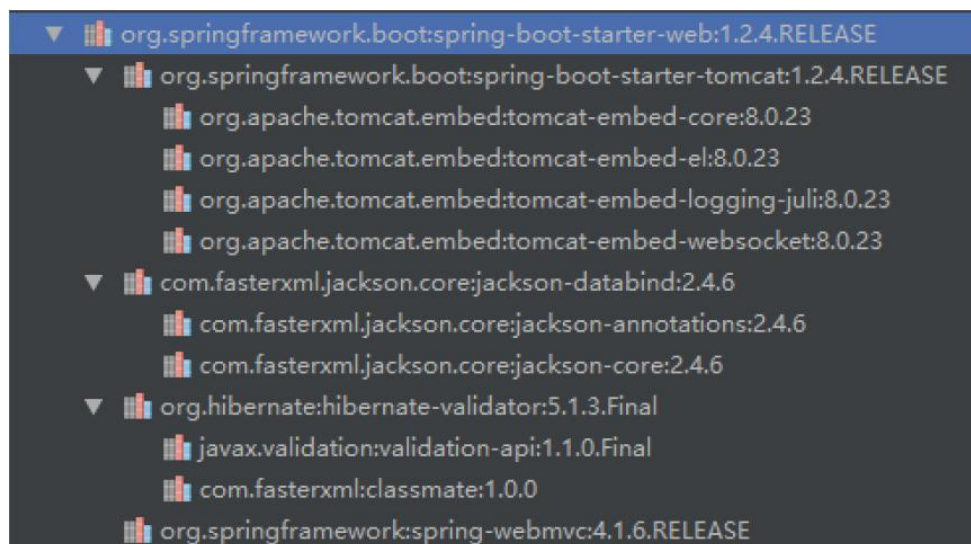 org.springframework.boot:spring-boot-starter-web:1.2.4.RELEASE
org.springframework.boot:spring-boot-starter-tomcat:1.2.4.RELEASE
org.apache.tomcat.embed:tomcat-embed-core:8.0.23
org.apache.tomcat.embed:tomcat-embed-el:8.0.23
org.apache.tomcat.embed:tomcat-embed-logging-juli:8.0.23
org.apache.tomcat.embed:tomcat-embed-websocket:8.0.23
com.fasterxml.jackson.core:jackson-databind:2.4.6
com.fasterxml.jackson.core:jackson-annotations:2.4.6
com.fasterxml.jackson.core:jackson-core:2.4.6
org.hibernate:hibernate-validator:5.1.3.Final
javax.validation:validation-api:1.1.0.Final
com.fasterxml:classmate:1.0.0
org.springframework:spring-webmvc:4.1.6.RELEASE